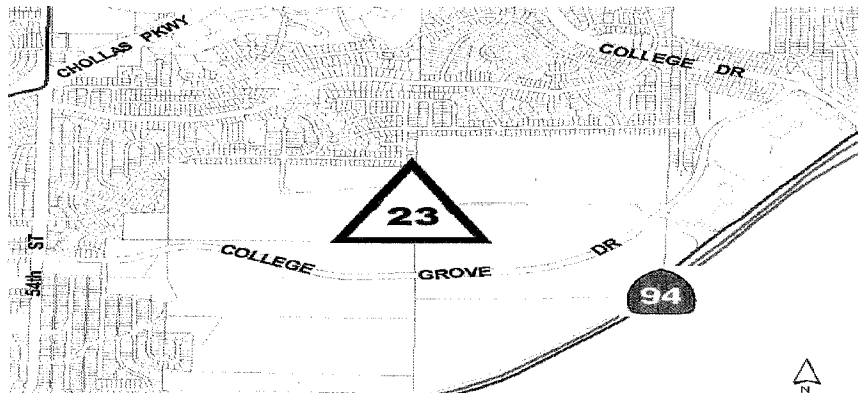 CHOLLAS PKWY
COLLEGE DR
23
54th ST
COLLEGE GROVE DR
94
N